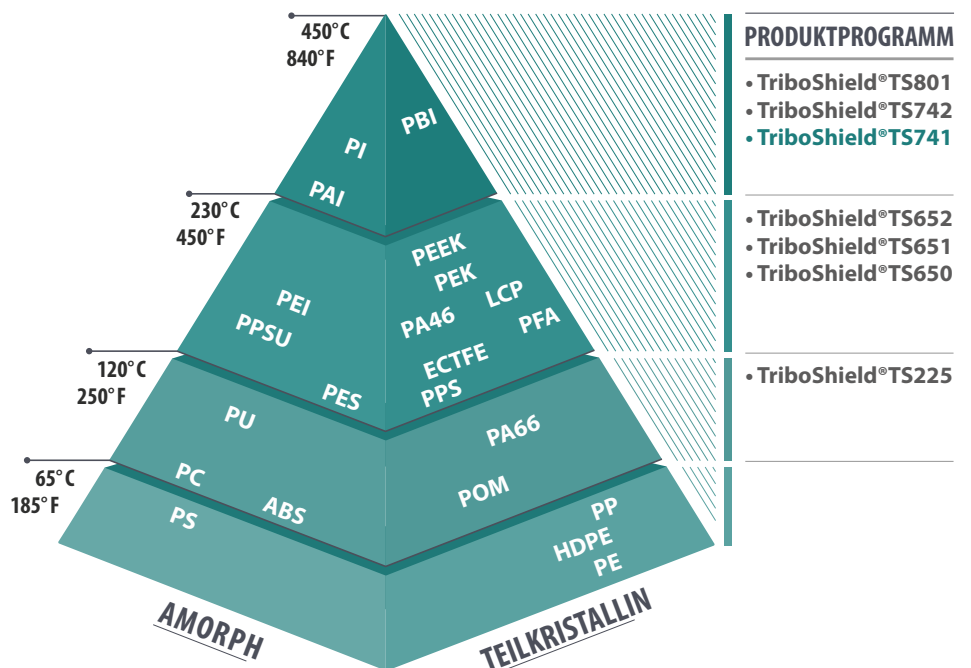 450°C
840°F
PRODUKTPROGRAMM
• TriboShield®TS801
• TriboShield®TS742
• TriboShield®TS741
PBI
PI
PAI
230°C
450°F
• TriboShield®TS652
• TriboShield®TS651
• TriboShield®TS650
PEEK
PEK
LCP
PEI
PA46
PFA
PPSU
ECTFE
PES
PPS
120°C
250°F
• TriboShield®TS225
PU
PA66
PC
POM
ABS
65°C
185°F
PS
PP
HDPE
PE
AMORPH
TEILKRISTALLIN